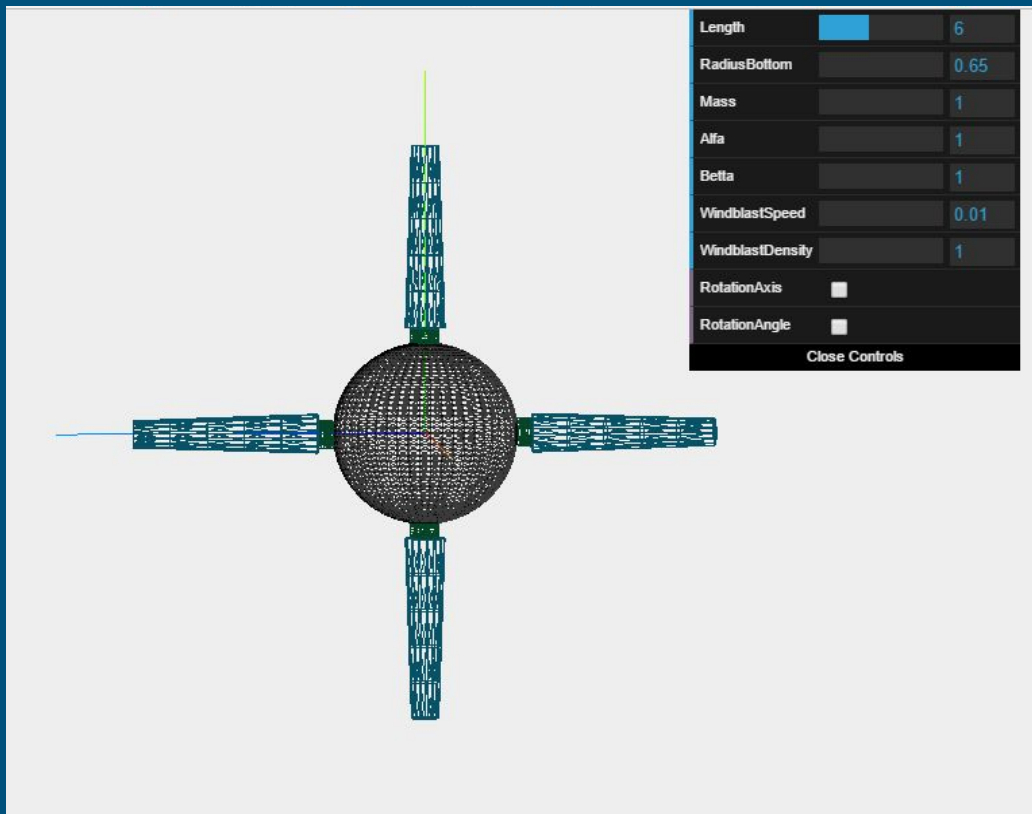 Length 6
RadiusBottom 0.65
Mass 1
Alfa 1
Betta 1
WindblastSpeed 0.01
WindblastDensity 1
RotationAxis
RotationAngle
Close Controls